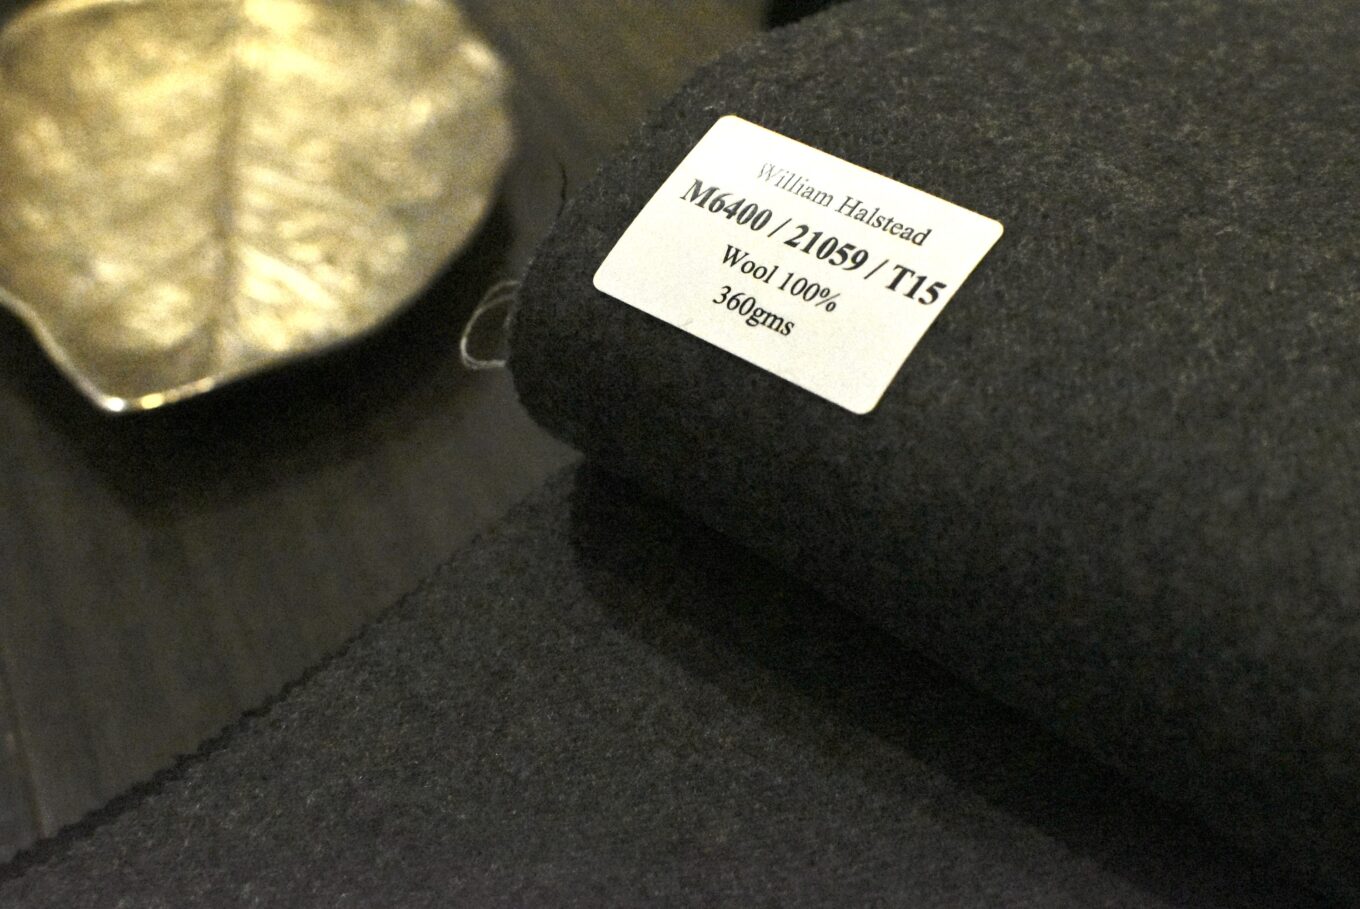 William Halstead
M6400 / 21059 / T15
Wool 100%
360gms